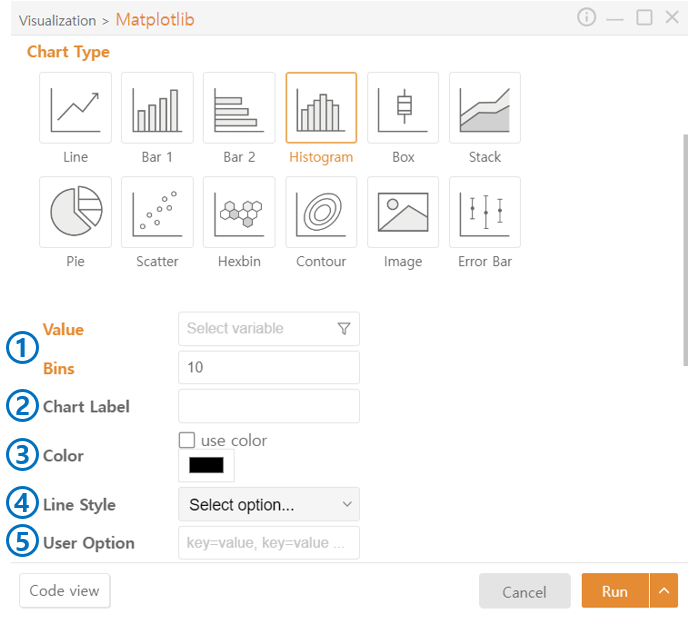 Visualization > Matplotlib
Chart Type
Line Bar 1 Bar 2 Histogram Box Stack
Pie Scatter Hexbin Contour Image Error Bar
① Value Select variable
Bins 10
② Chart Label
③ Color use color
④ Line Style Select option...
⑤ User Option key=value, key=value ...
Code view Cancel Run